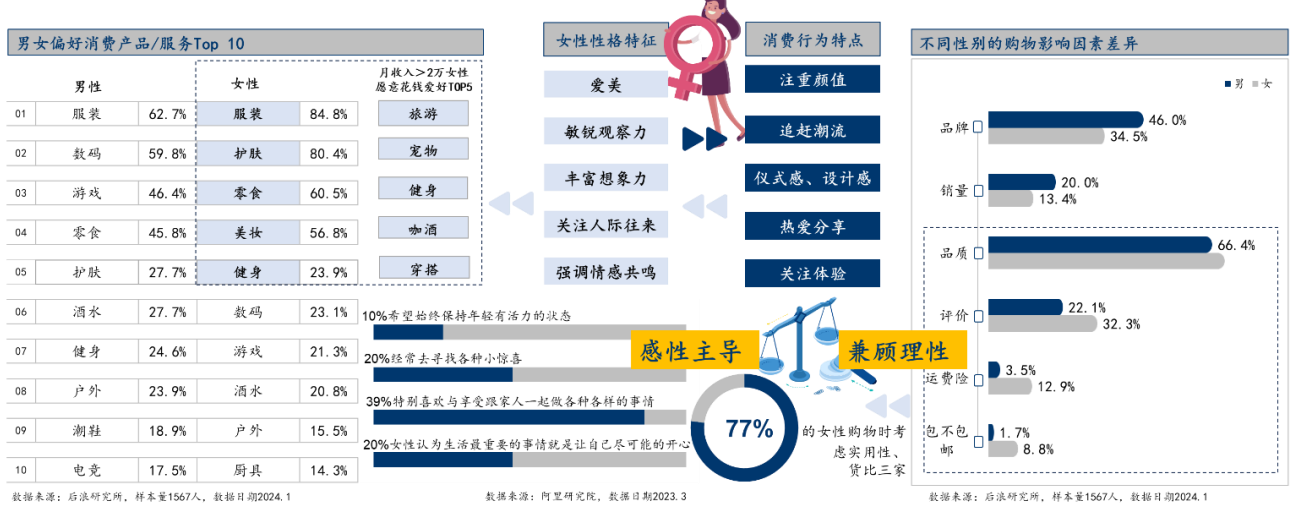 男女偏好消费产品/服务Top 10
男性
女性
月收入＞2万女性
愿意花钱爱好TOP5
01 服装 62.7% 服装 84.8% 旅游
02 数码 59.8% 护肤 80.4% 宠物
03 游戏 46.4% 零食 60.5% 健身
04 零食 45.8% 美妆 56.8% 咖酒
05 护肤 27.7% 健身 23.9% 穿搭
06 酒水 27.7% 数码 23.1%
07 健身 24.6% 游戏 21.3%
08 户外 23.9% 酒水 20.8%
09 潮鞋 18.9% 户外 15.5%
10 电竞 17.5% 厨具 14.3%
数据来源：后浪研究所，样本量1567人，数据日期2024.1
女性性格特征
爱美
敏锐观察力
丰富想象力
关注人际往来
强调情感共鸣
消费行为特点
注重颜值
追赶潮流
仪式感、设计感
热爱分享
关注体验
10%希望始终保持年轻有活力的状态
20%经常去寻找各种小惊喜
39%特别喜欢与享受跟家人一起做各种各样的事情
20%女性认为生活最重要的事情就是让自己尽可能的开心
感性主导
兼顾理性
77%
的女性购物时考
虑实用性、
货比三家
数据来源：阿里研究院，数据日期2023.3
不同性别的购物影响因素差异
男 女
品牌 46.0%
34.5%
销量 20.0%
13.4%
品质 66.4%
评价 22.1%
32.3%
运费险 3.5%
12.9%
包不包
邮
1.7%
8.8%
数据来源：后浪研究所，样本量1567人，数据日期2024.1